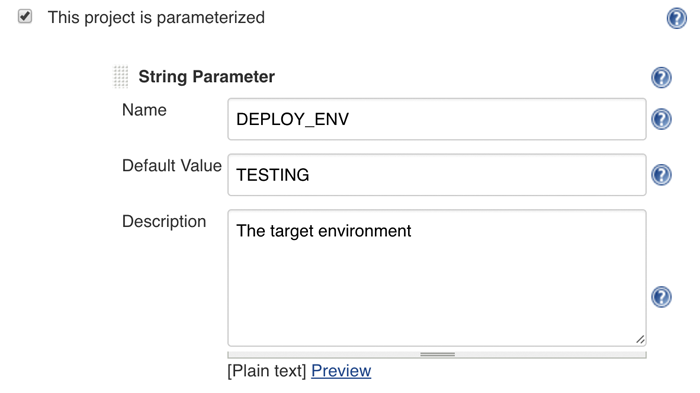 This project is parameterized
String Parameter
Name
DEPLOY_ENV
Default Value
TESTING
Description
The target environment
[Plain text] Preview